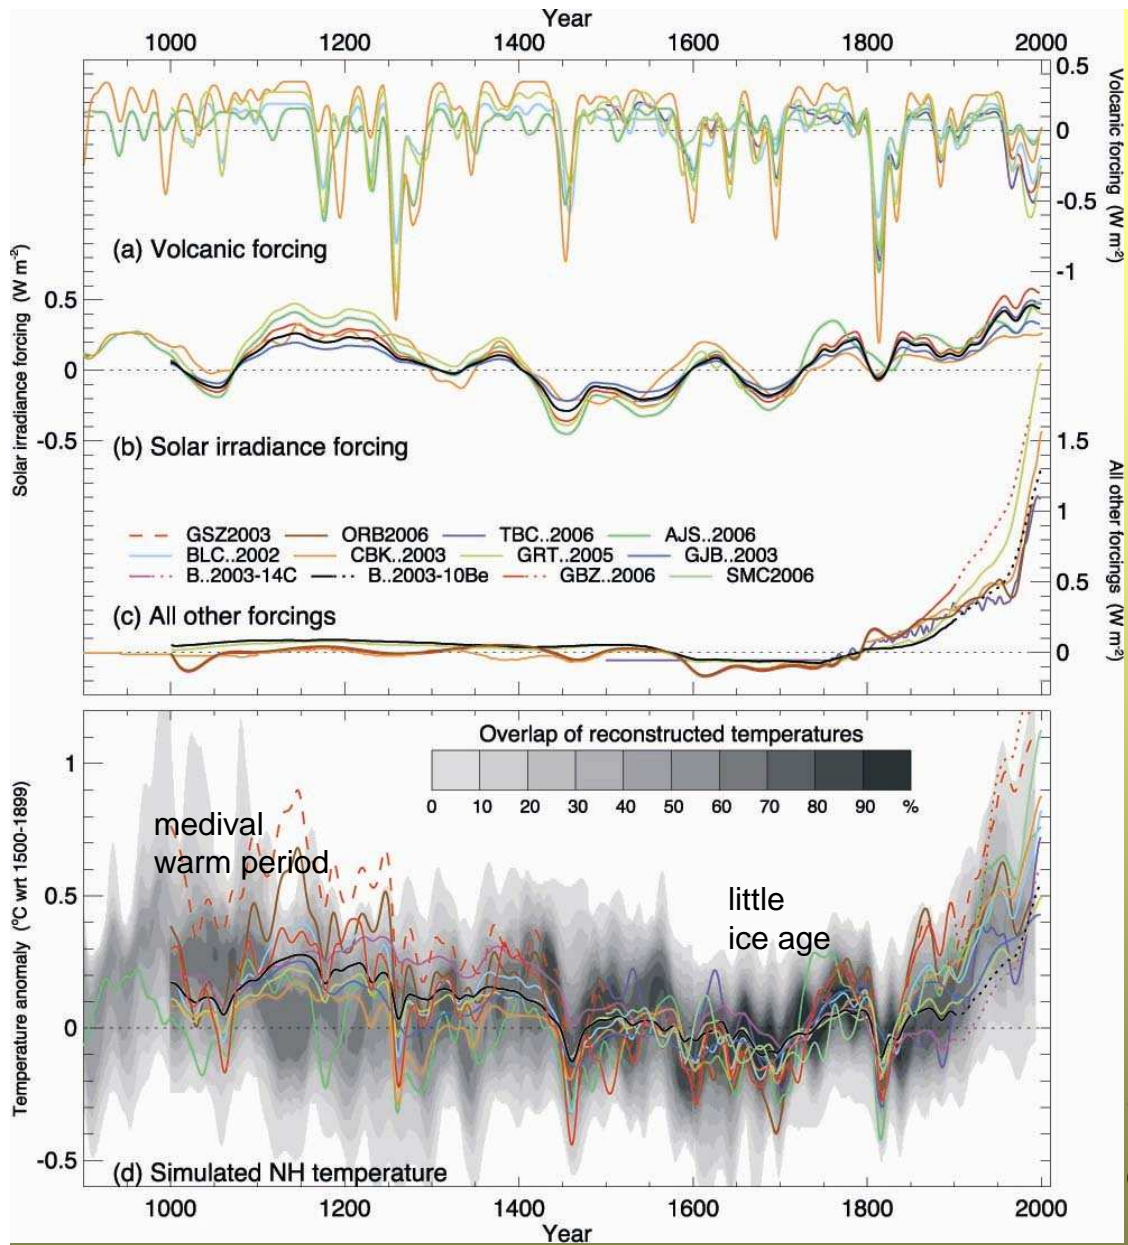 Year
1000 1200 1400 1600 1800 2000
0.5
0
-0.5
-1
Volcanic forcing (W m-2)
(a) Volcanic forcing
0.5
0
-0.5
Solar irradiance forcing (W m-2)
(b) Solar irradiance forcing
1.5
1
0.5
0
All other forcings (W m-2)
GSZ2003 ORB2006 TBC..2006 AJS..2006
BLC..2002 CBK..2003 GRT..2005 GJB..2003
B..2003-14C B..2003-10Be GBZ..2006 SMC2006
(c) All other forcings
Overlap of reconstructed temperatures
0 10 20 30 40 50 60 70 80 90 %
1
0.5
0
-0.5
Temperature anomaly (°C wrt 1500-1899)
medival
warm period
little
ice age
(d) Simulated NH temperature
1000 1200 1400 1600 1800 2000
Year